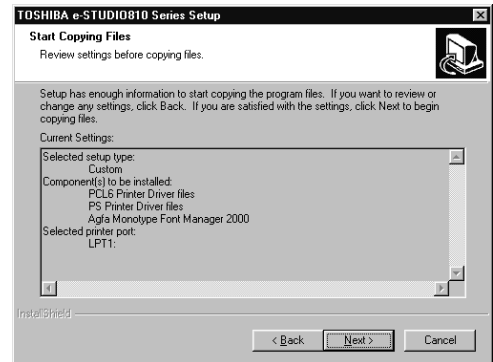 TOSHIBA e-STUDIO810 Series Setup
Start Copying Files
Review settings before copying files.
Setup has enough information to start copying the program files. If you want to review or
change any settings, click Back. If you are satisfied with the settings, click Next to begin
copying files.
Current Settings:
Selected setup type:
Custom
Component(s) to be installed:
PCL6 Printer Driver files
PS Printer Driver files
Agfa Monotype Font Manager 2000
Selected printer port:
LPT1:
InstallShield
< Back Next > Cancel